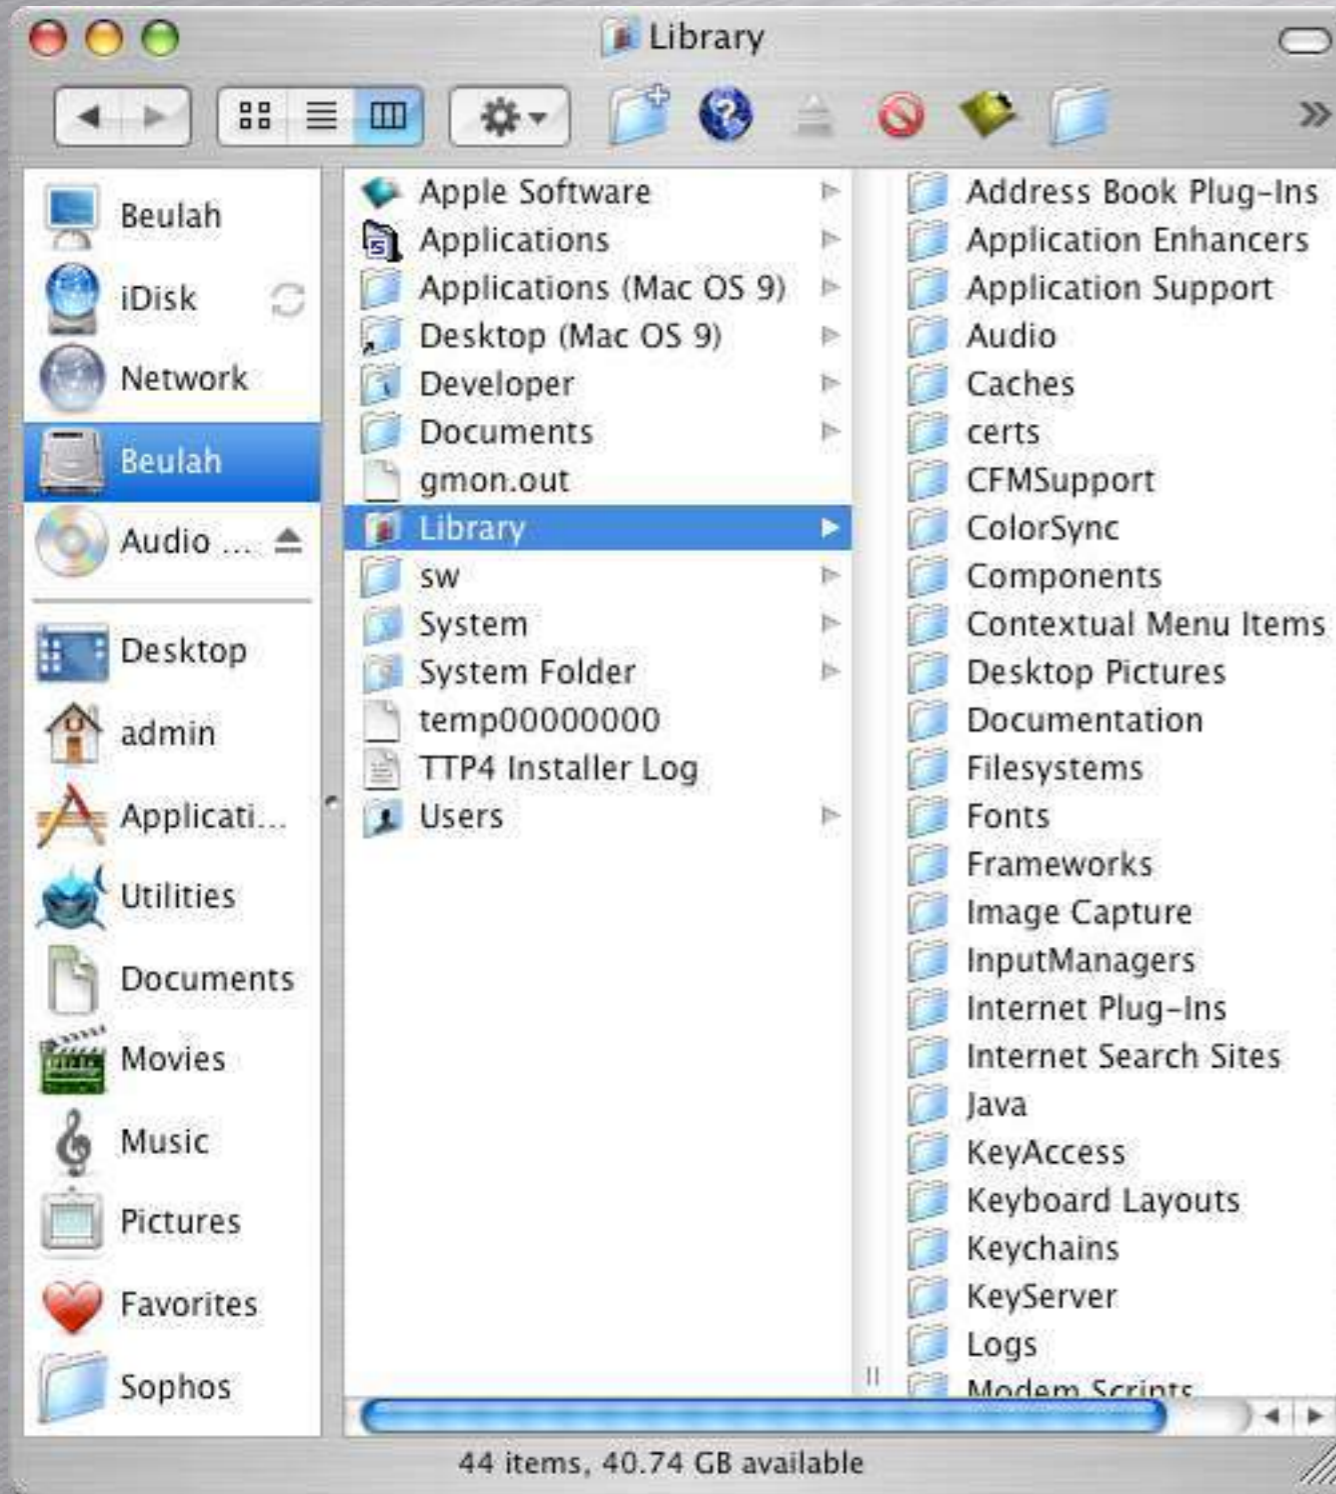 Library
Beulah
iDisk
Network
Beulah
Audio ...
Desktop
admin
Applicati...
Utilities
Documents
Movies
Music
Pictures
Favorites
Sophos
Apple Software
Applications
Applications (Mac OS 9)
Desktop (Mac OS 9)
Developer
Documents
gmon.out
Library
sw
System
System Folder
temp00000000
TTP4 Installer Log
Users
Address Book Plug-Ins
Application Enhancers
Application Support
Audio
Caches
certs
CFMSupport
ColorSync
Components
Contextual Menu Items
Desktop Pictures
Documentation
Filesystems
Fonts
Frameworks
Image Capture
InputManagers
Internet Plug-Ins
Internet Search Sites
Java
KeyAccess
Keyboard Layouts
Keychains
KeyServer
Logs
Modem Scripts
44 items, 40.74 GB available